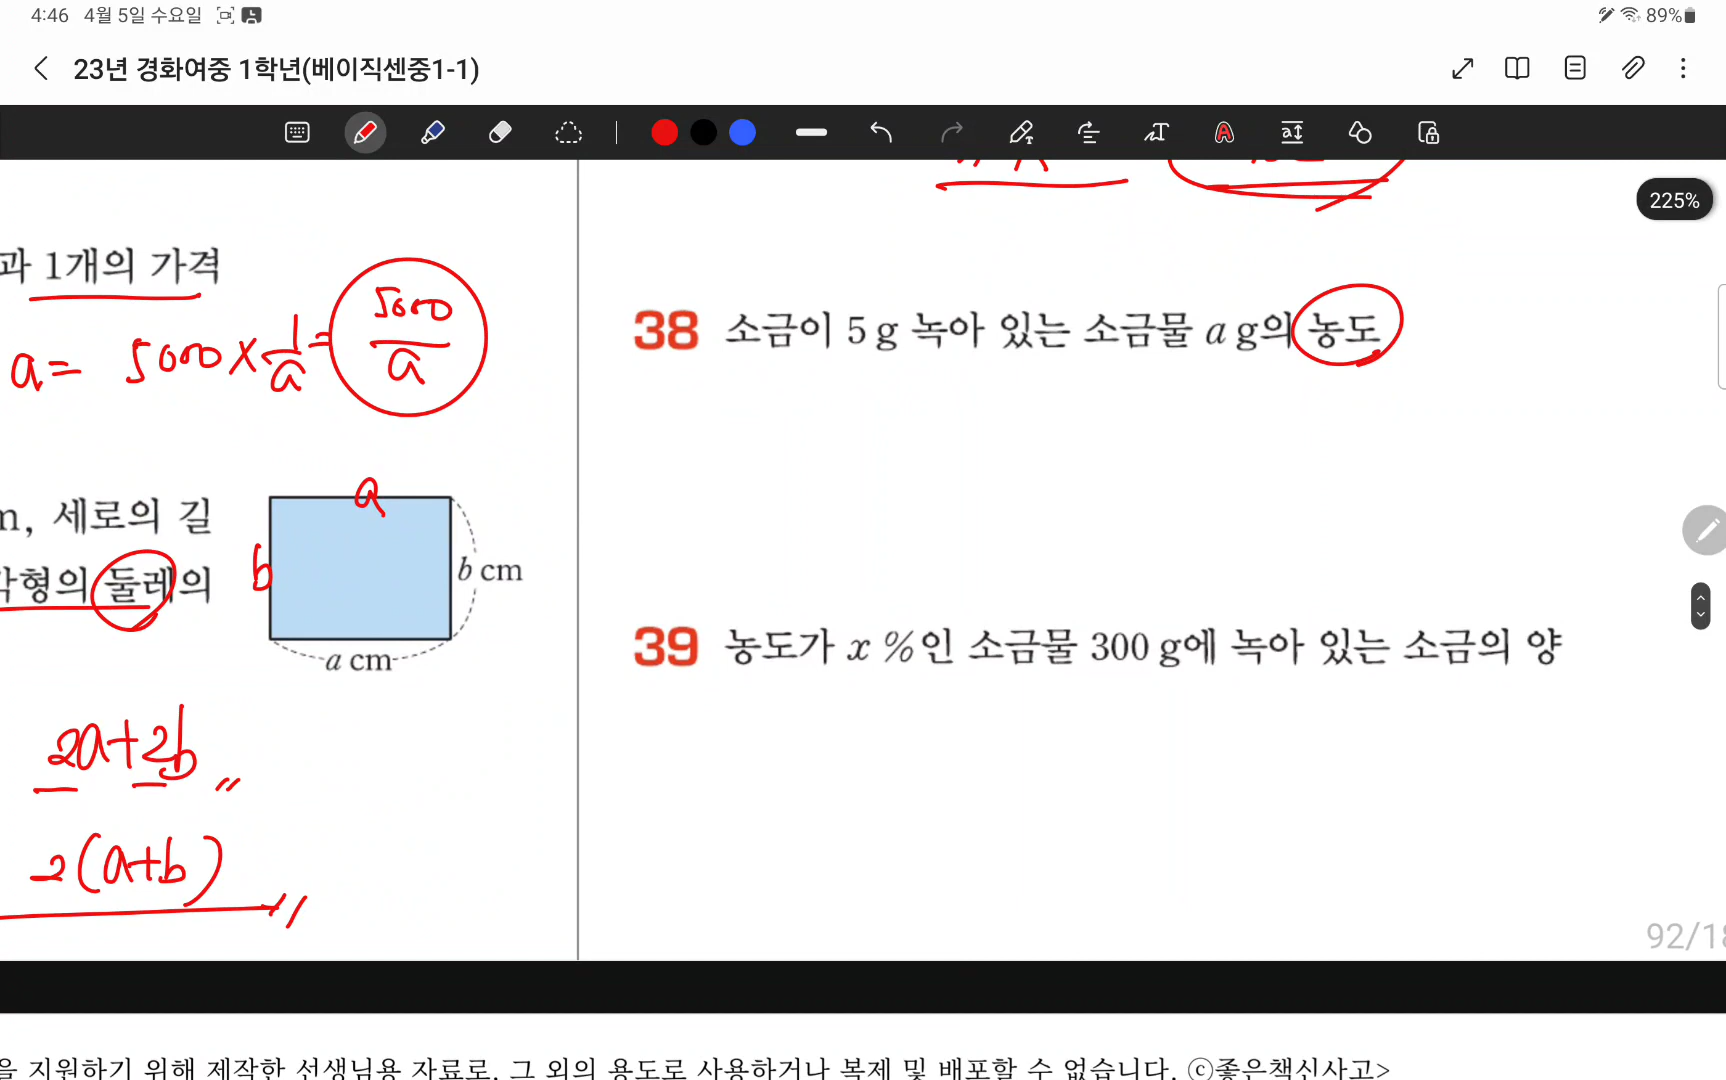 4:46 4월 5일 수요일
89%
23년 경화여중 1학년(베이직쎈중1-1)
225%
과 1개의 가격
a= 5000×1/a=5000/a
m, 세로의 길
각형의 둘레의
a
b
b cm
a cm
2a+2b
2(a+b)
38 소금이 5 g 녹아 있는 소금물 a g의 농도
39 농도가 x %인 소금물 300 g에 녹아 있는 소금의 양
92/18
을 지원하기 위해 제작한 선생님용 자료로, 그 외의 용도로 사용하거나 복제 및 배포할 수 없습니다. ⓒ좋은책신사고>